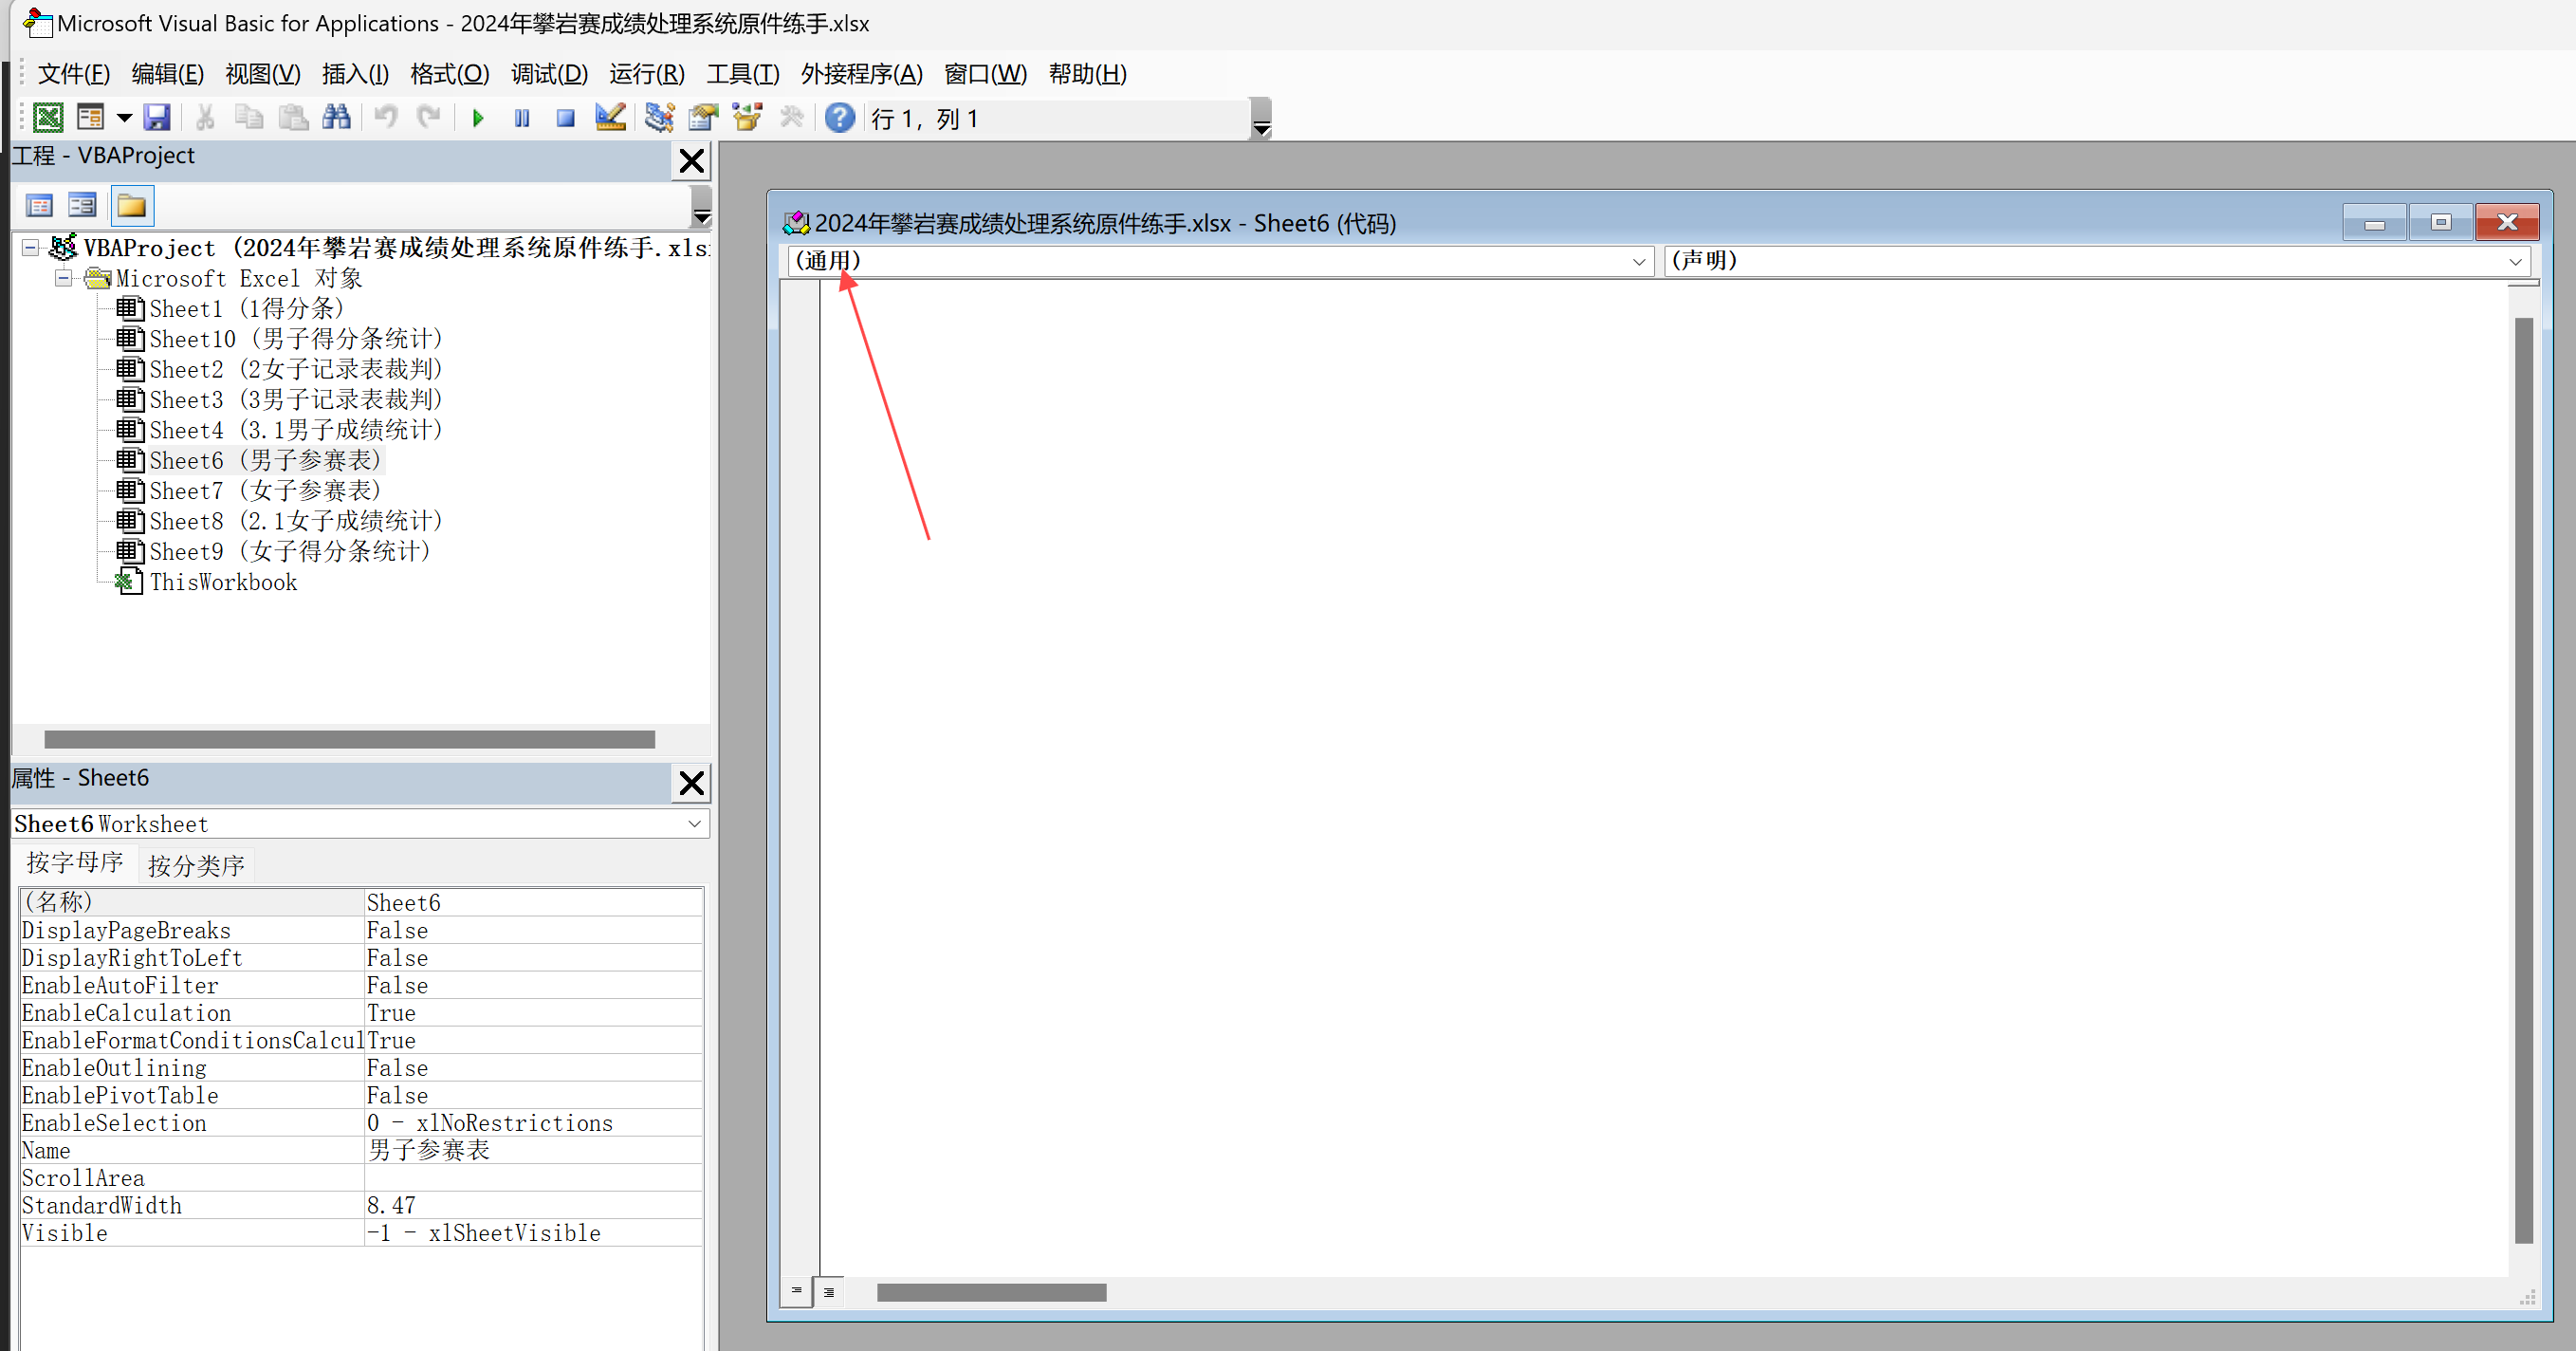 Microsoft Visual Basic for Applications - 2024年攀岩赛成绩处理系统原件练手.xlsx
文件(F) 编辑(E) 视图(V) 插入(I) 格式(O) 调试(D) 运行(R) 工具(T) 外接程序(A) 窗口(W) 帮助(H)
行 1，列 1
工程 - VBAProject
VBAProject (2024年攀岩赛成绩处理系统原件练手.xls
Microsoft Excel 对象
Sheet1 (1得分条)
Sheet10 (男子得分条统计)
Sheet2 (2女子记录表裁判)
Sheet3 (3男子记录表裁判)
Sheet4 (3.1男子成绩统计)
Sheet6 (男子参赛表)
Sheet7 (女子参赛表)
Sheet8 (2.1女子成绩统计)
Sheet9 (女子得分条统计)
ThisWorkbook
属性 - Sheet6
Sheet6 Worksheet
按字母序 按分类序
(名称) Sheet6
DisplayPageBreaks False
DisplayRightToLeft False
EnableAutoFilter False
EnableCalculation True
EnableFormatConditionsCalcul True
EnableOutlining False
EnablePivotTable False
EnableSelection 0 - xlNoRestrictions
Name 男子参赛表
ScrollArea
StandardWidth 8.47
Visible -1 - xlSheetVisible
2024年攀岩赛成绩处理系统原件练手.xlsx - Sheet6 (代码)
(通用) (声明)